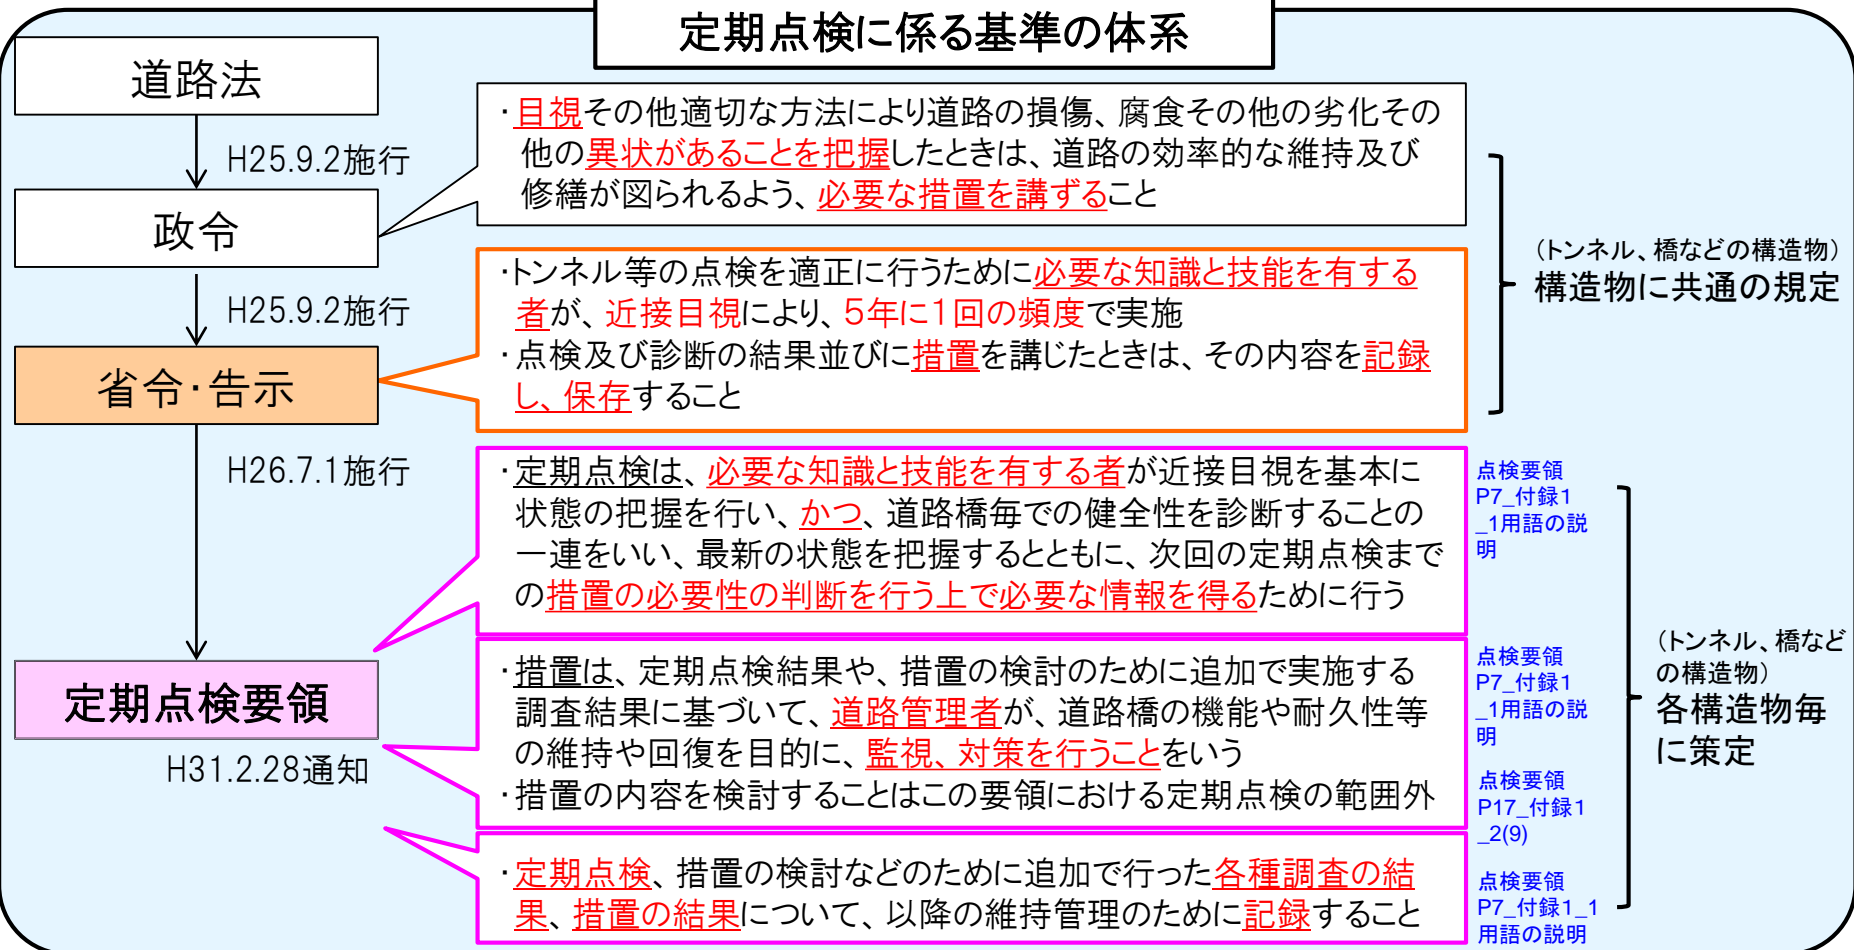 定期点検に係る基準の体系
道路法
H25.9.2施行
政令
H25.9.2施行
省令・告示
H26.7.1施行
定期点検要領
H31.2.28通知
・目視その他適切な方法により道路の損傷、腐食その他の劣化その
他の異状があることを把握したときは、道路の効率的な維持及び
修繕が図られるよう、必要な措置を講ずること
・トンネル等の点検を適正に行うために必要な知識と技能を有する
者が、近接目視により、5年に1回の頻度で実施
・点検及び診断の結果並びに措置を講じたときは、その内容を記録
し、保存すること
(トンネル、橋などの構造物)
構造物に共通の規定
・定期点検は、必要な知識と技能を有する者が近接目視を基本に
状態の把握を行い、かつ、道路橋毎での健全性を診断することの
一連をいい、最新の状態を把握するとともに、次回の定期点検まで
の措置の必要性の判断を行う上で必要な情報を得るために行う
点検要領
P7_付録1
_1用語の説
明
・措置は、定期点検結果や、措置の検討のために追加で実施する
調査結果に基づいて、道路管理者が、道路橋の機能や耐久性等
の維持や回復を目的に、監視、対策を行うことをいう
・措置の内容を検討することはこの要領における定期点検の範囲外
点検要領
P7_付録1
_1用語の説
明
点検要領
P17_付録1
_2(9)
・定期点検、措置の検討などのために追加で行った各種調査の結
果、措置の結果について、以降の維持管理のために記録すること
点検要領
P7_付録1_1
用語の説明
(トンネル、橋など
の構造物)
各構造物毎
に策定